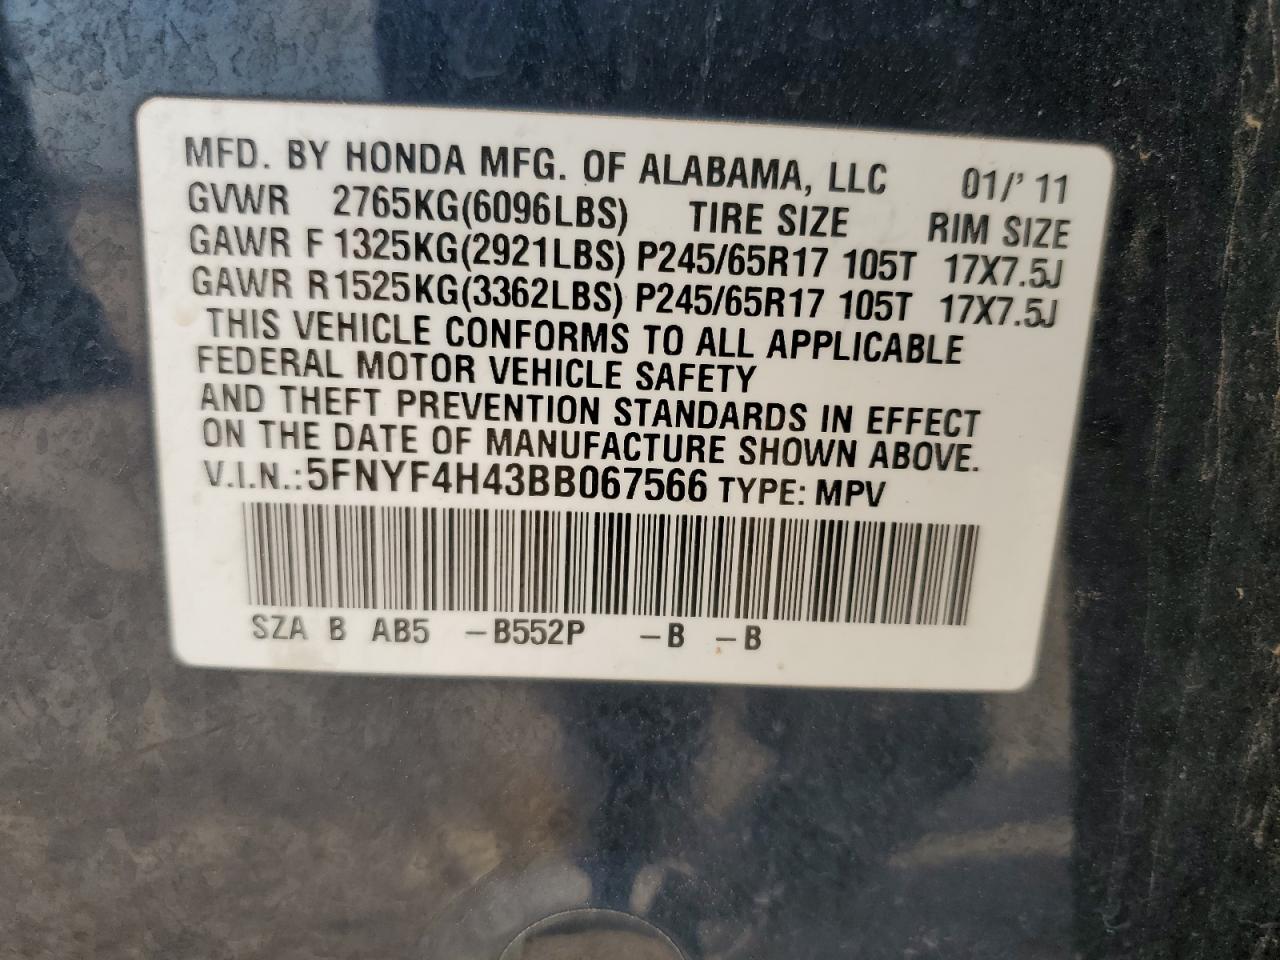 MFD. BY HONDA MFG. OF ALABAMA, LLC 01/'11
GVWR 2765KG(6096LBS) TIRE SIZE RIM SIZE
GAWR F 1325KG(2921LBS) P245/65R17 105T 17X7.5J
GAWR R 1525KG(3362LBS) P245/65R17 105T 17X7.5J
THIS VEHICLE CONFORMS TO ALL APPLICABLE
FEDERAL MOTOR VEHICLE SAFETY
AND THEFT PREVENTION STANDARDS IN EFFECT
ON THE DATE OF MANUFACTURE SHOWN ABOVE.
V.I.N.:5FNYF4H43BB067566 TYPE: MPV
SZA B AB5 -B552P -B -B